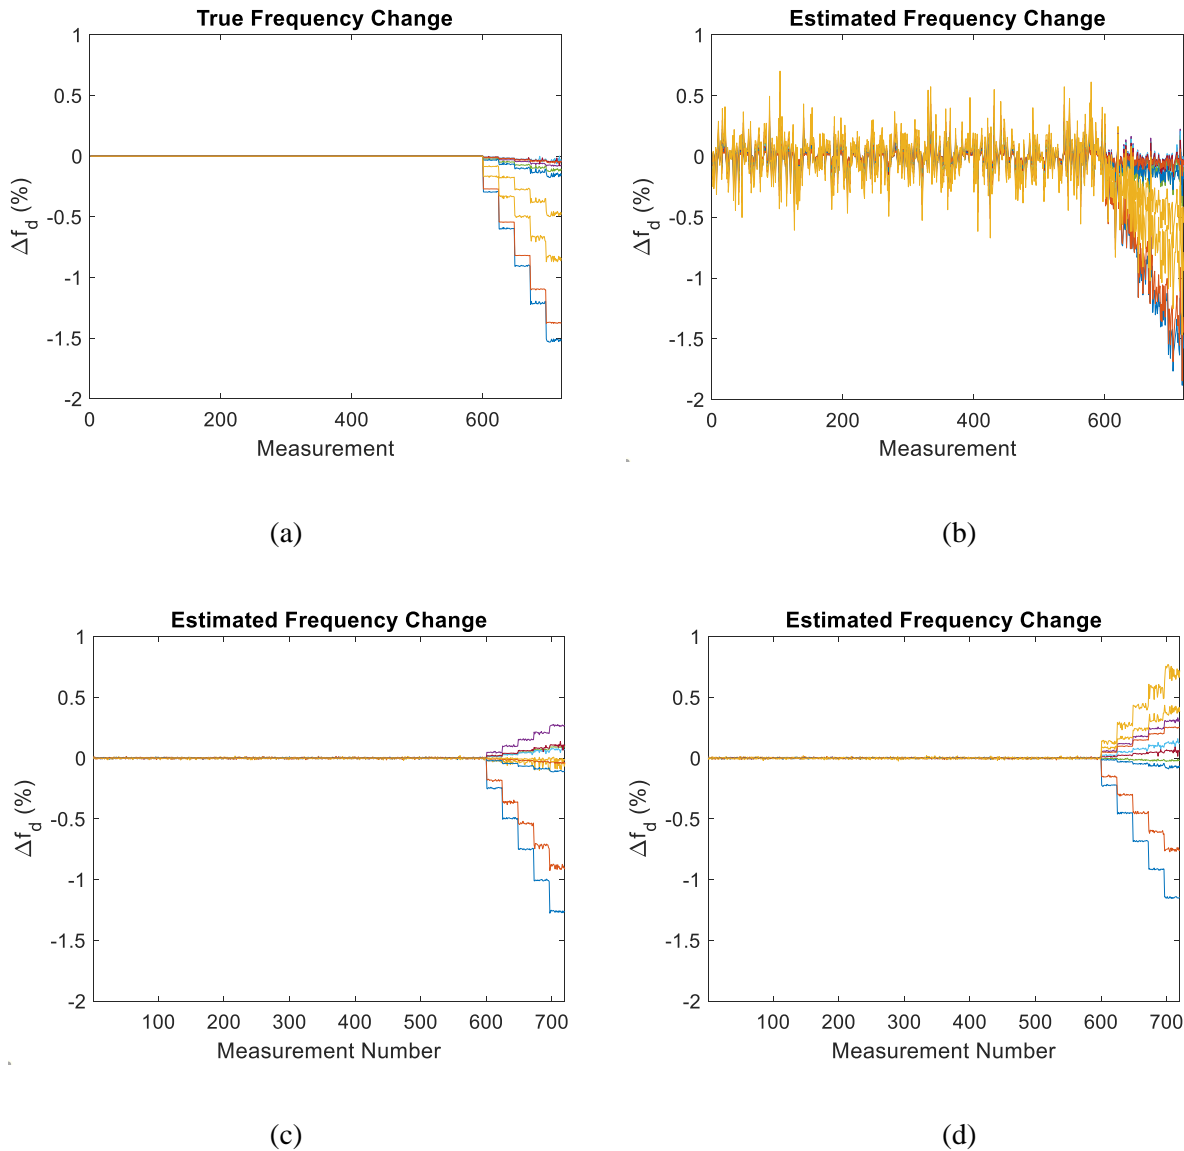 True Frequency Change
1
0.5
0
-0.5
-1
-1.5
-2
Δf_d (%)
0 200 400 600
Measurement
(a)
Estimated Frequency Change
1
0.5
0
-0.5
-1
-1.5
-2
Δf_d (%)
0 200 400 600
Measurement
(b)
Estimated Frequency Change
1
0.5
0
-0.5
-1
-1.5
-2
Δf_d (%)
100 200 300 400 500 600 700
Measurement Number
(c)
Estimated Frequency Change
1
0.5
0
-0.5
-1
-1.5
-2
Δf_d (%)
100 200 300 400 500 600 700
Measurement Number
(d)